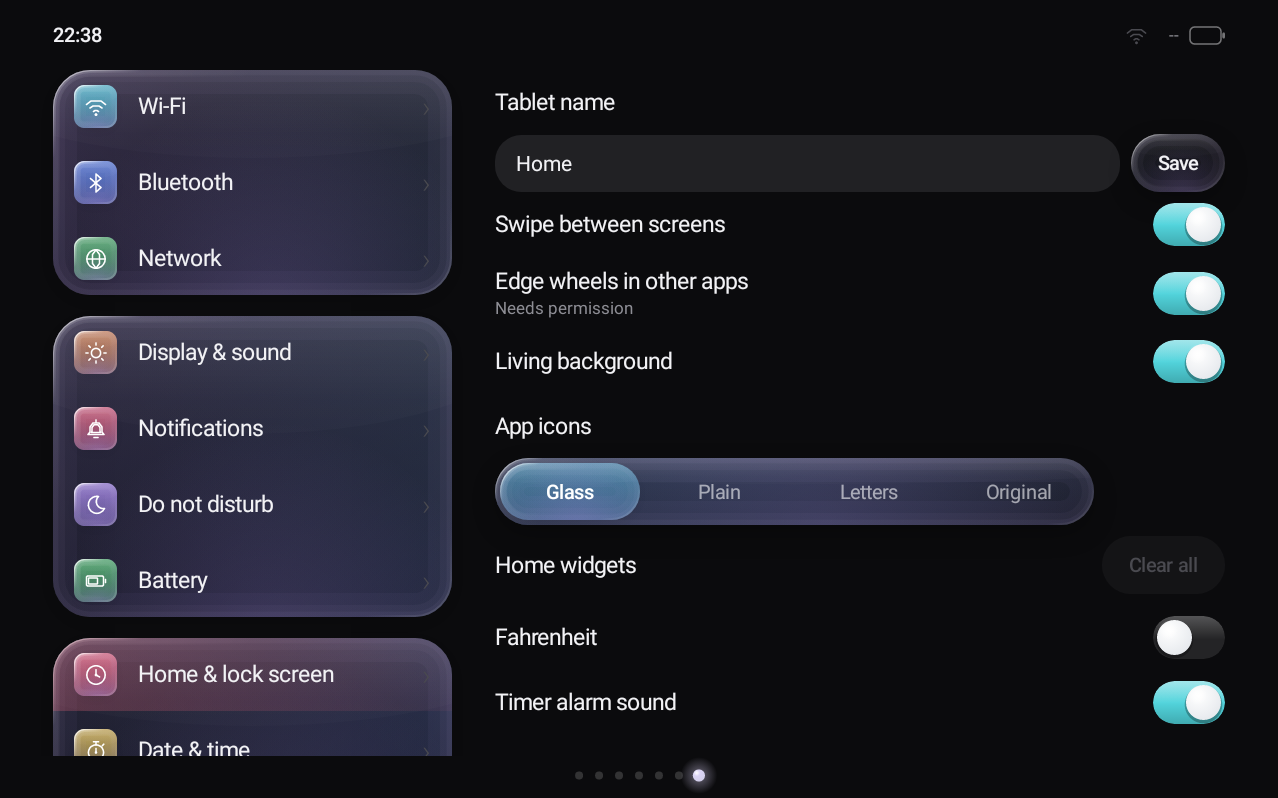 22:38
--
Wi-Fi
Bluetooth
Network
Display & sound
Notifications
Do not disturb
Battery
Home & lock screen
Date & time
Tablet name
Home
Save
Swipe between screens
Edge wheels in other apps
Needs permission
Living background
App icons
Glass
Plain
Letters
Original
Home widgets
Clear all
Fahrenheit
Timer alarm sound